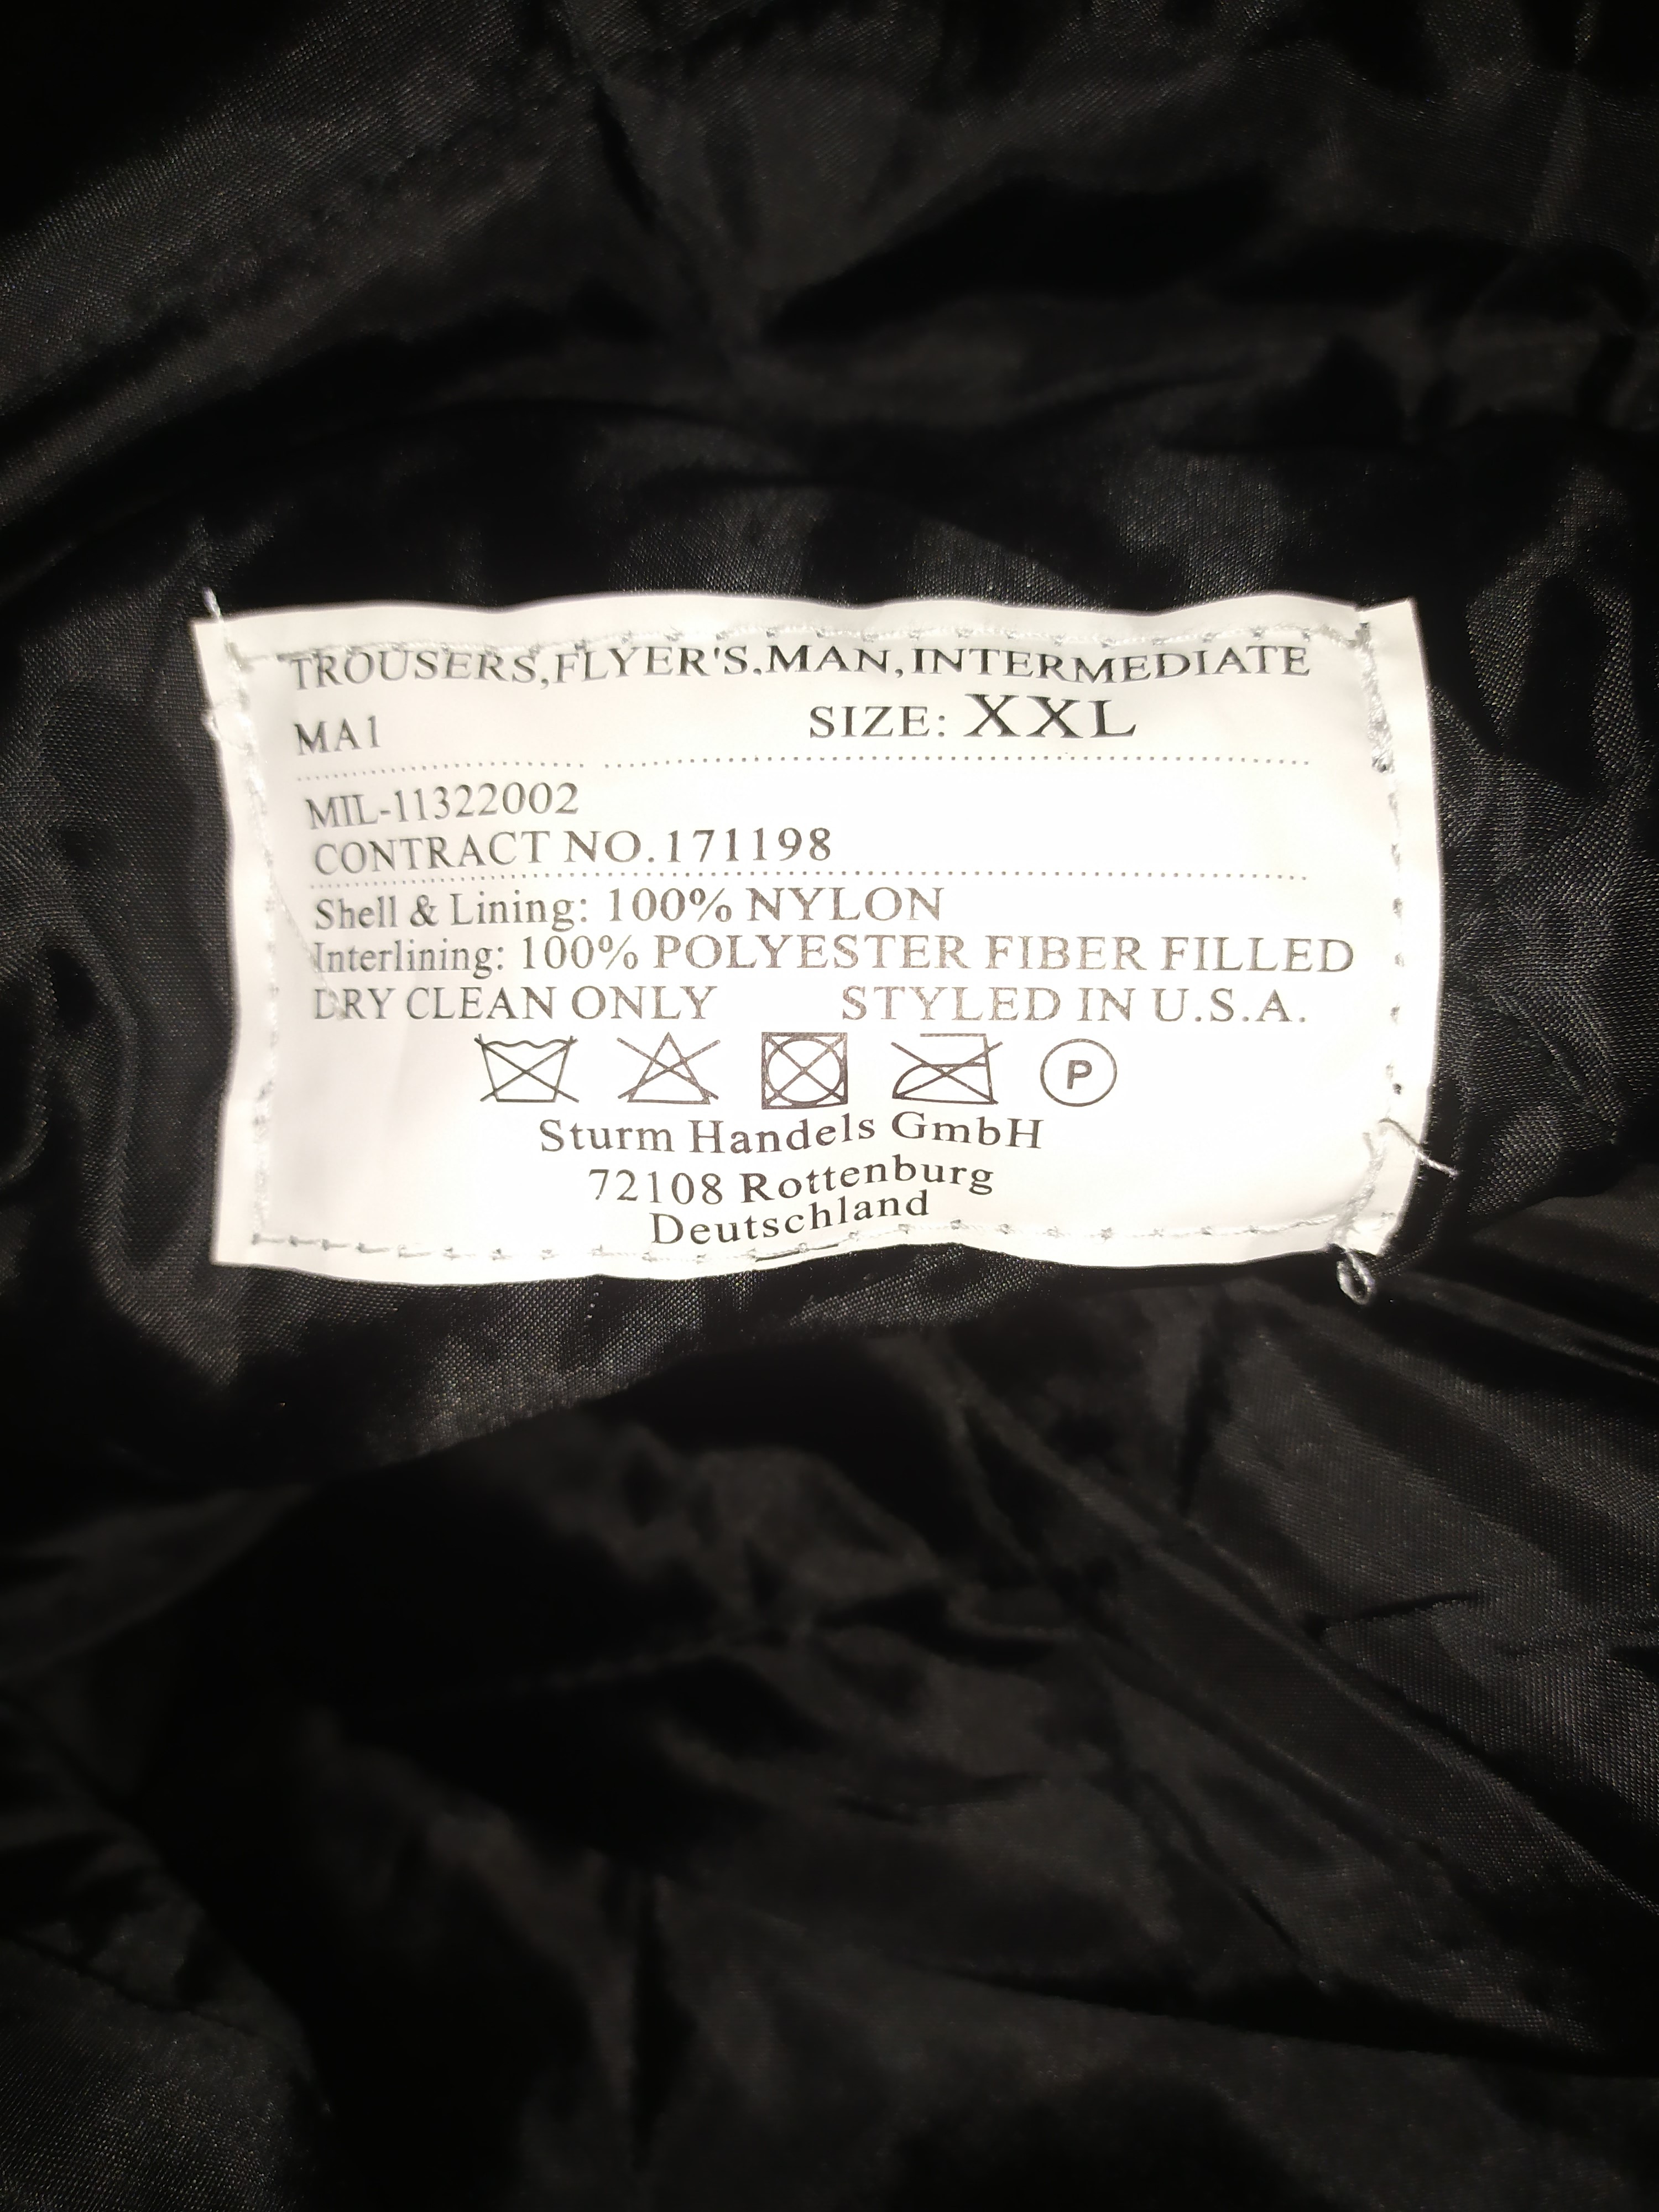 TROUSERS,FLYER'S.MAN,INTERMEDIATE
MA1 SIZE: XXL
MIL-11322002
CONTRACT NO.171198
Shell & Lining: 100% NYLON
Interlining: 100% POLYESTER FIBER FILLED
DRY CLEAN ONLY STYLED IN U.S.A.
P
Sturm Handels GmbH
72108 Rottenburg
Deutschland